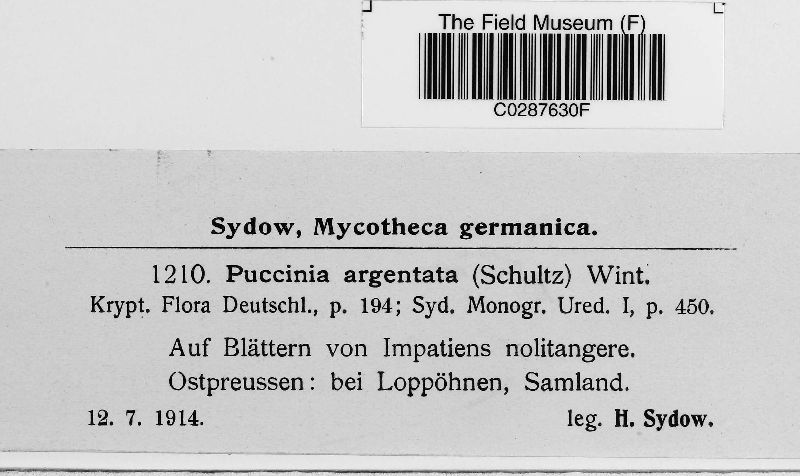 The Field Museum (F)
C0287630F
Sydow, Mycotheca germanica.
1210. Puccinia argentata (Schultz) Wint.
Krypt. Flora Deutschl., p. 194; Syd. Monogr. Ured. I, p. 450.
Auf Blättern von Impatiens nolitangere.
Ostpreussen: bei Loppöhnen, Samland.
12. 7. 1914. leg. H. Sydow.